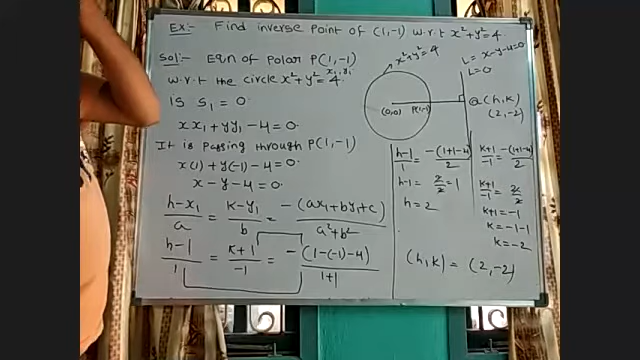 Ex:- Find inverse point of (1,-1) w.r.t x²+y²=4.
Sol:- Eqn of Polar P(1,-1)
x₁,y₁
w.r.t the circle x²+y²=4.
is S₁=0.
xx₁+yy₁-4=0.
It is passing through P(1,-1)
x(1)+y(-1)-4=0.
x-y-4=0.
h-x₁/a = k-y₁/b = -(ax₁+by₁+c)/a²+b²
h-1/1 = k+1/-1 = -(1-(-1)-4)/1+1
x²+y²=4
L=x-y-4=0
L=0
(0,0) P(1,-1)
Q(h,k)
(2,-2)
h-1/1 = -(1+1-4)/2
h-1 = 2/2 = 1
h=2
k+1/-1 = -(1+1-4)/2
k+1/-1 = 2/2
k+1=-1
k=-1-1
k=-2
(h,k) = (2,-2)